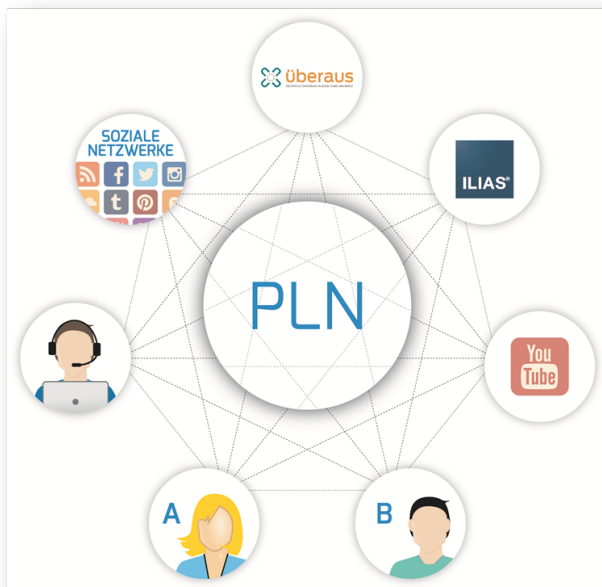 überaus
SOZIALE
NETZWERKE
f
t
ILIAS®
PLN
You
Tube
A
B